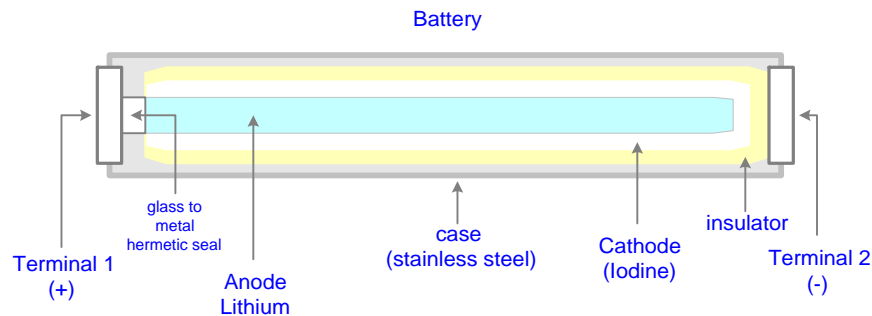 Battery
glass to
metal
hermetic seal
Terminal 1
(+)
Anode
Lithium
case
(stainless steel)
Cathode
(Iodine)
insulator
Terminal 2
(-)